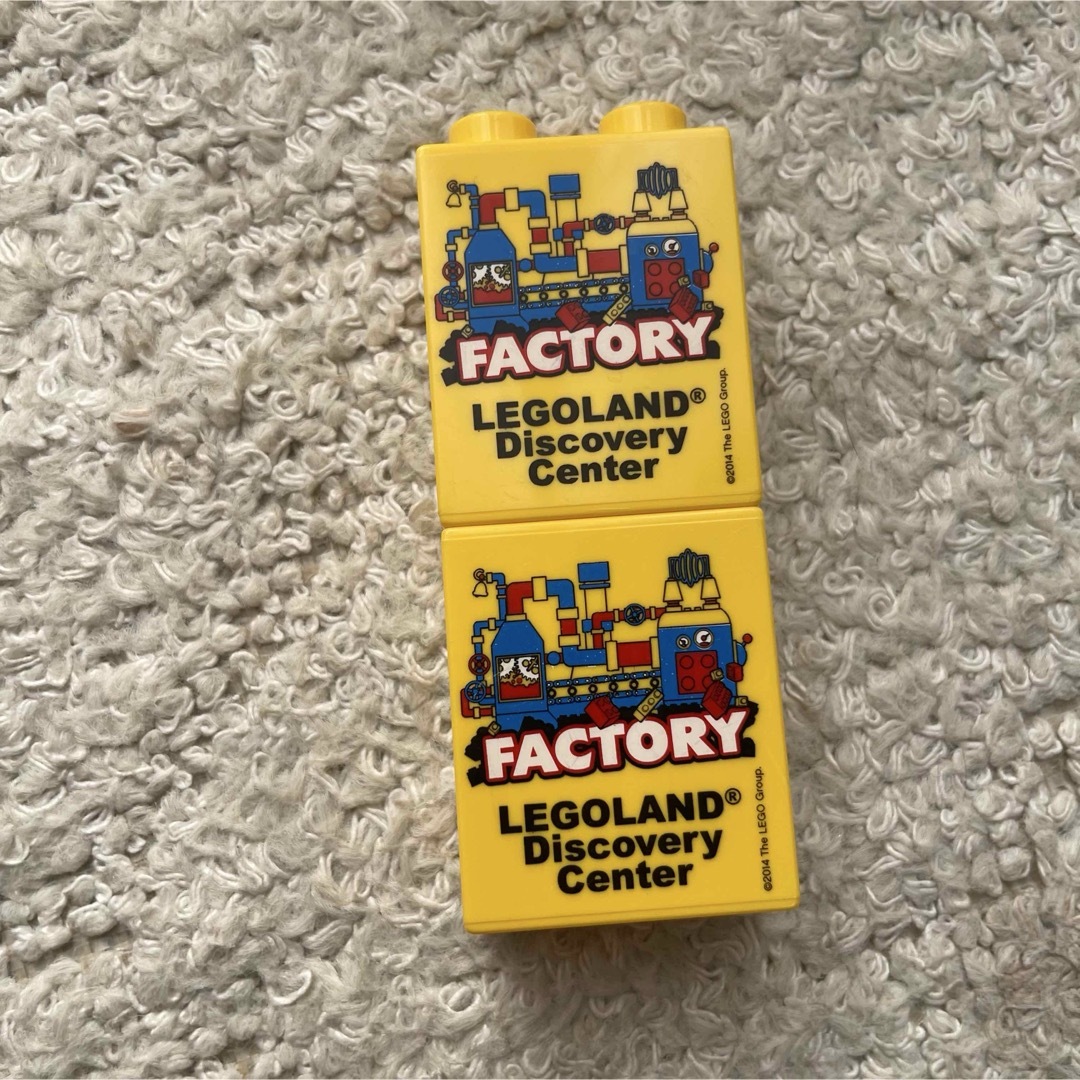 FACTORY
LEGOLAND®
Discovery
Center
©2014 The LEGO Group.
FACTORY
LEGOLAND®
Discovery
Center
©2014 The LEGO Group.